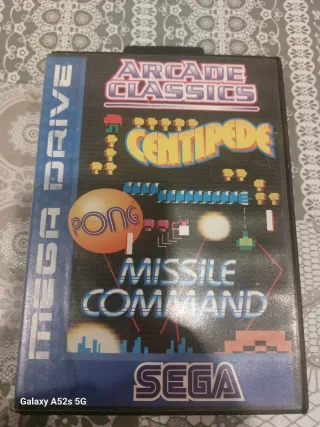 ARCADE
CLASSICS
MEGA DRIVE
CENTIPEDE
PONG
MISSILE
COMMAND
SEGA
Galaxy A52s 5G